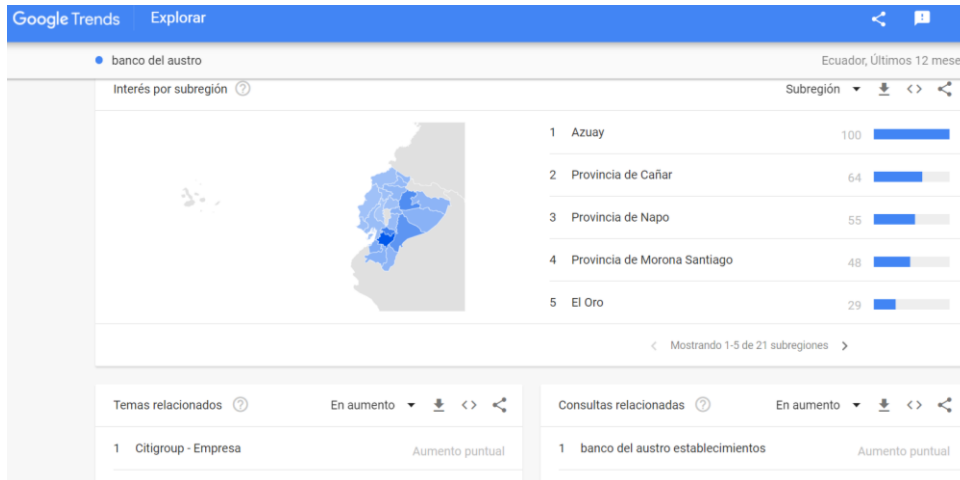 Google Trends Explorar
banco del austro Ecuador, Últimos 12 mese
Interés por subregión Subregión
1 Azuay 100
2 Provincia de Cañar 64
3 Provincia de Napo 55
4 Provincia de Morona Santiago 48
5 El Oro 29
Mostrando 1-5 de 21 subregiones
Temas relacionados En aumento
1 Citigroup - Empresa Aumento puntual
Consultas relacionadas En aumento
1 banco del austro establecimientos Aumento puntual